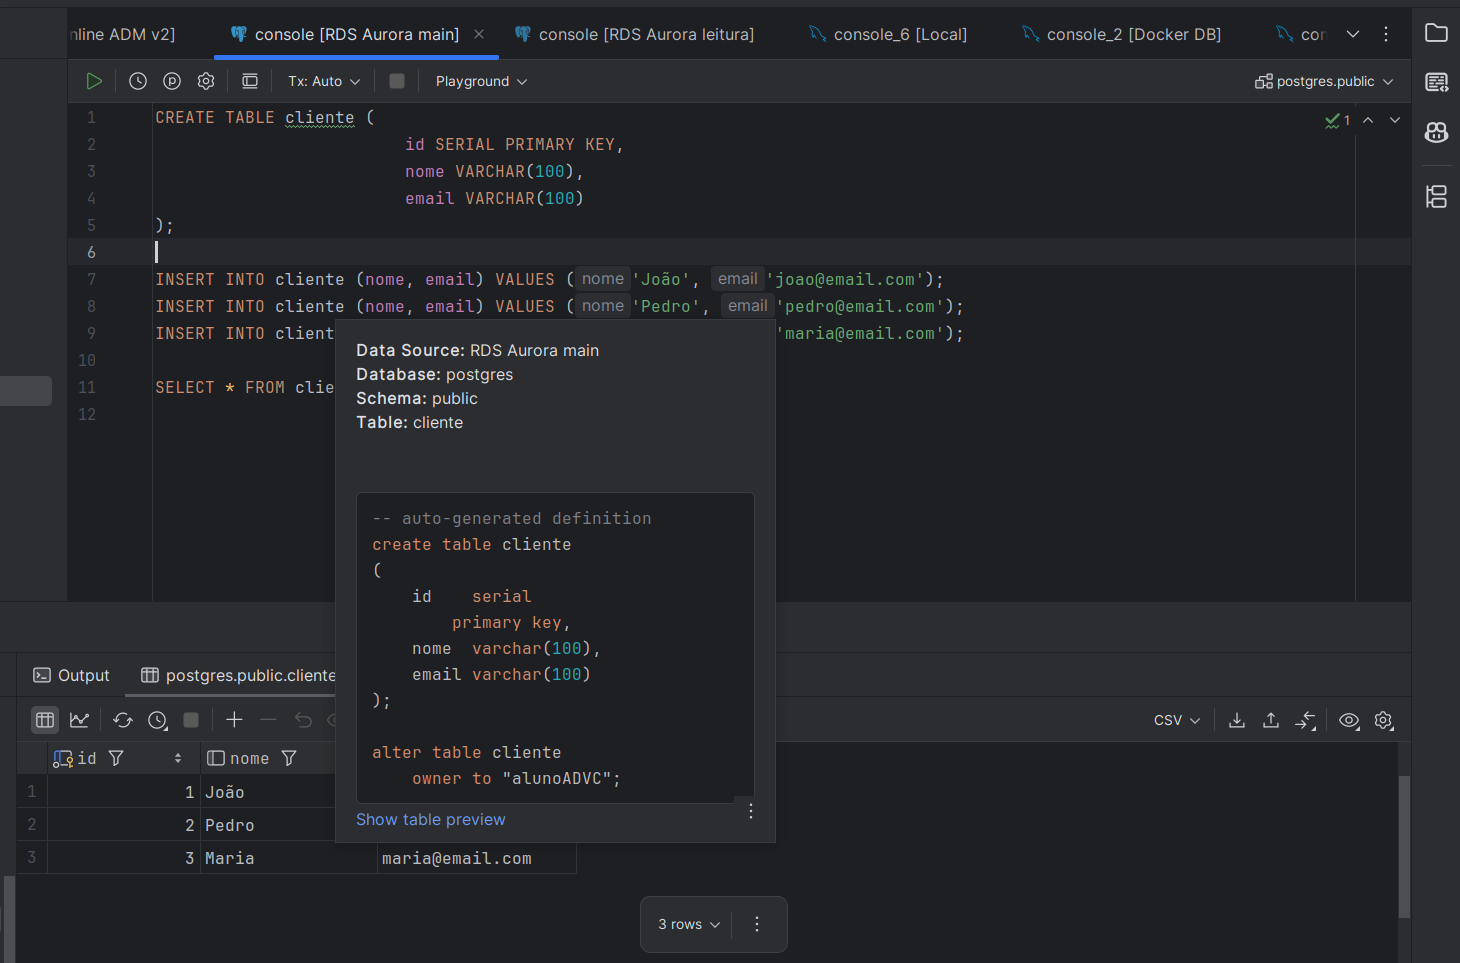 nline ADM v2]
console [RDS Aurora main]
console [RDS Aurora leitura]
console_6 [Local]
console_2 [Docker DB]
Tx: Auto
Playground
postgres.public
1 CREATE TABLE cliente (
1
2 id SERIAL PRIMARY KEY,
3 nome VARCHAR(100),
4 email VARCHAR(100)
5 );
6
7 INSERT INTO cliente (nome, email) VALUES ( nome 'João', email 'joao@email.com');
8 INSERT INTO cliente (nome, email) VALUES ( nome 'Pedro', email 'pedro@email.com');
9 INSERT INTO client 'maria@email.com');
10
11 SELECT * FROM clie
12
Data Source: RDS Aurora main
Database: postgres
Schema: public
Table: cliente
-- auto-generated definition
create table cliente
(
id serial
primary key,
nome varchar(100),
email varchar(100)
);
alter table cliente
owner to "alunoADVC";
Show table preview
Output
postgres.public.cliente
CSV
id
nome
1 1 João
2 2 Pedro
3 3 Maria maria@email.com
3 rows